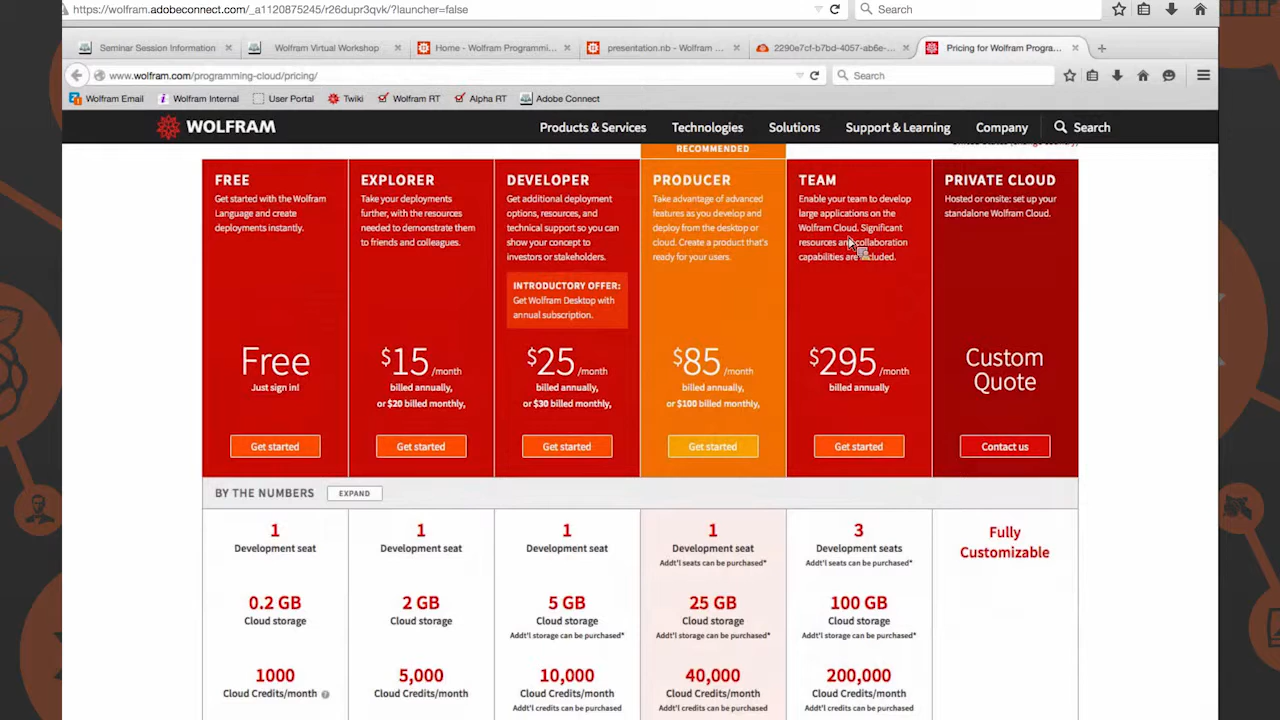 https://wolfram.adobeconnect.com/_a1120875245/r26dupr3qvk/?launcher=false
Search
Seminar Session Information
Wolfram Virtual Workshop
Home - Wolfram Programmi...
presentation.nb - Wolfram ...
2290e7cf-b7bd-4057-ab6e-...
Pricing for Wolfram Progra...
www.wolfram.com/programming-cloud/pricing/
Search
Wolfram Email
Wolfram Internal
User Portal
Twiki
Wolfram RT
Alpha RT
Adobe Connect
WOLFRAM
Products & Services
Technologies
Solutions
Support & Learning
Company
Search
RECOMMENDED
FREE
Get started with the Wolfram
Language and create
deployments instantly.
Free
Just sign in!
Get started
EXPLORER
Take your deployments
further, with the resources
needed to demonstrate them
to friends and colleagues.
$15 /month
billed annually,
or $20 billed monthly,
Get started
DEVELOPER
Get additional deployment
options, resources, and
technical support so you can
show your concept to
investors or stakeholders.
INTRODUCTORY OFFER:
Get Wolfram Desktop with
annual subscription.
$25 /month
billed annually,
or $30 billed monthly,
Get started
PRODUCER
Take advantage of advanced
features as you develop and
deploy from the desktop or
cloud. Create a product that's
ready for your users.
$85 /month
billed annually,
or $100 billed monthly,
Get started
TEAM
Enable your team to develop
large applications on the
Wolfram Cloud. Significant
resources and collaboration
capabilities are included.
$295 /month
billed annually
Get started
PRIVATE CLOUD
Hosted or onsite: set up your
standalone Wolfram Cloud.
Custom
Quote
Contact us
BY THE NUMBERS
EXPAND
1
Development seat
0.2 GB
Cloud storage
1000
Cloud Credits/month
1
Development seat
2 GB
Cloud storage
5,000
Cloud Credits/month
1
Development seat
5 GB
Cloud storage
Addt'l storage can be purchased*
10,000
Cloud Credits/month
Addt'l credits can be purchased
1
Development seat
Addt'l seats can be purchased*
25 GB
Cloud storage
Addt'l storage can be purchased*
40,000
Cloud Credits/month
Addt'l credits can be purchased
3
Development seats
Addt'l seats can be purchased*
100 GB
Cloud storage
Addt'l storage can be purchased*
200,000
Cloud Credits/month
Addt'l credits can be purchased
Fully
Customizable